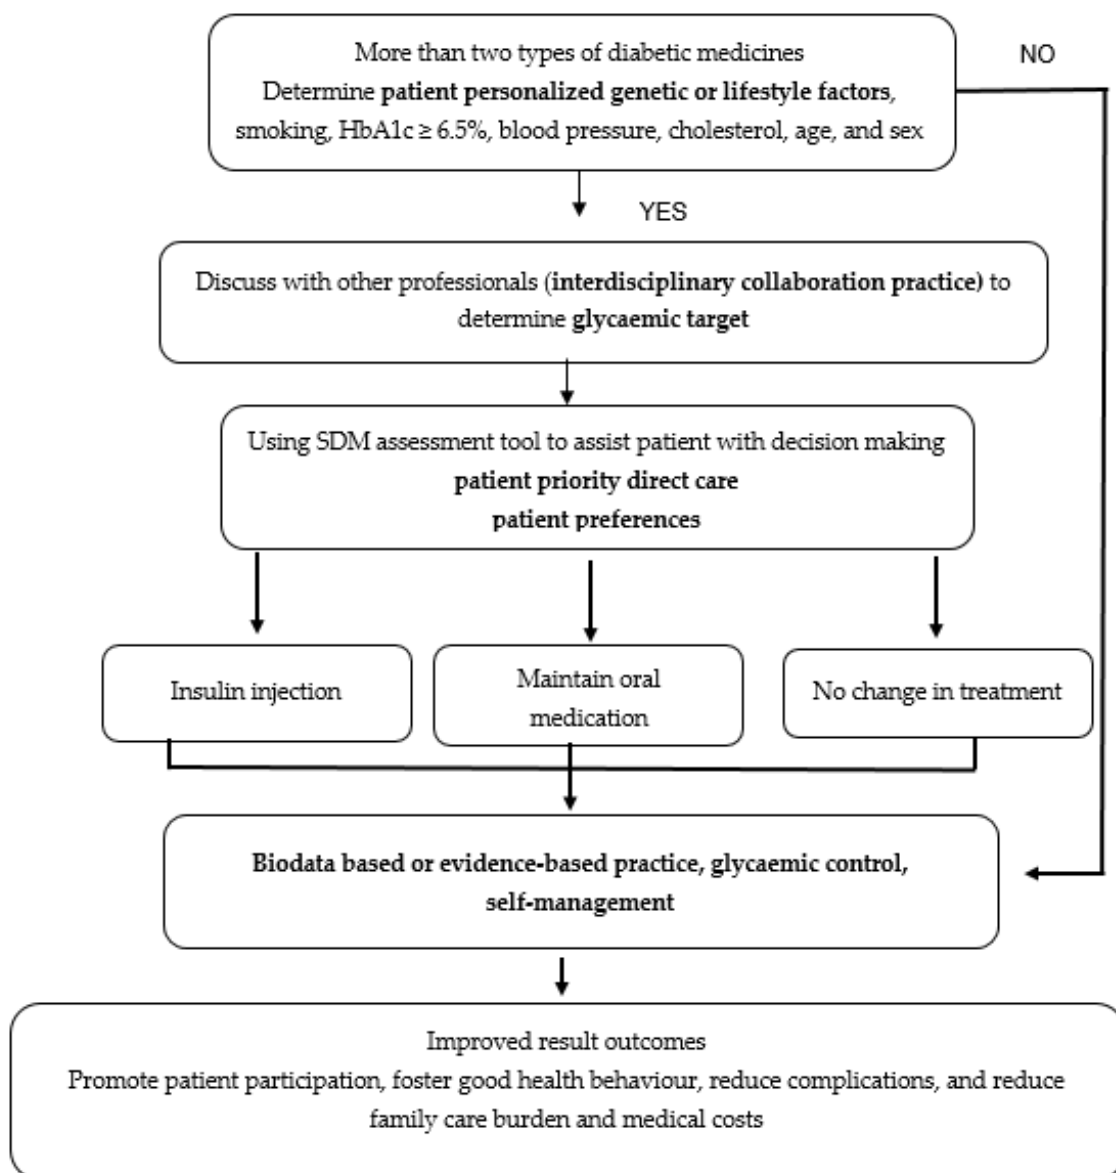 More than two types of diabetic medicines
Determine patient personalized genetic or lifestyle factors,
smoking, HbA1c ≥ 6.5%, blood pressure, cholesterol, age, and sex
NO
YES
Discuss with other professionals (interdisciplinary collaboration practice) to
determine glycaemic target
Using SDM assessment tool to assist patient with decision making
patient priority direct care
patient preferences
Insulin injection
Maintain oral
medication
No change in treatment
Biodata based or evidence-based practice, glycaemic control,
self-management
Improved result outcomes
Promote patient participation, foster good health behaviour, reduce complications, and reduce
family care burden and medical costs